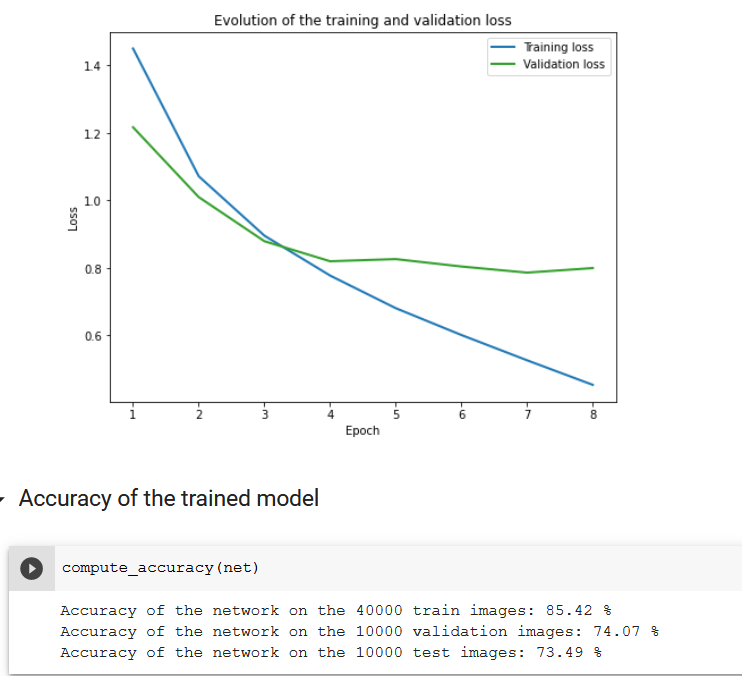 Evolution of the training and validation loss
Training loss
Validation loss
1.4
1.2
1.0
0.8
0.6
Loss
1 2 3 4 5 6 7 8
Epoch
Accuracy of the trained model
compute_accuracy(net)
Accuracy of the network on the 40000 train images: 85.42 %
Accuracy of the network on the 10000 validation images: 74.07 %
Accuracy of the network on the 10000 test images: 73.49 %